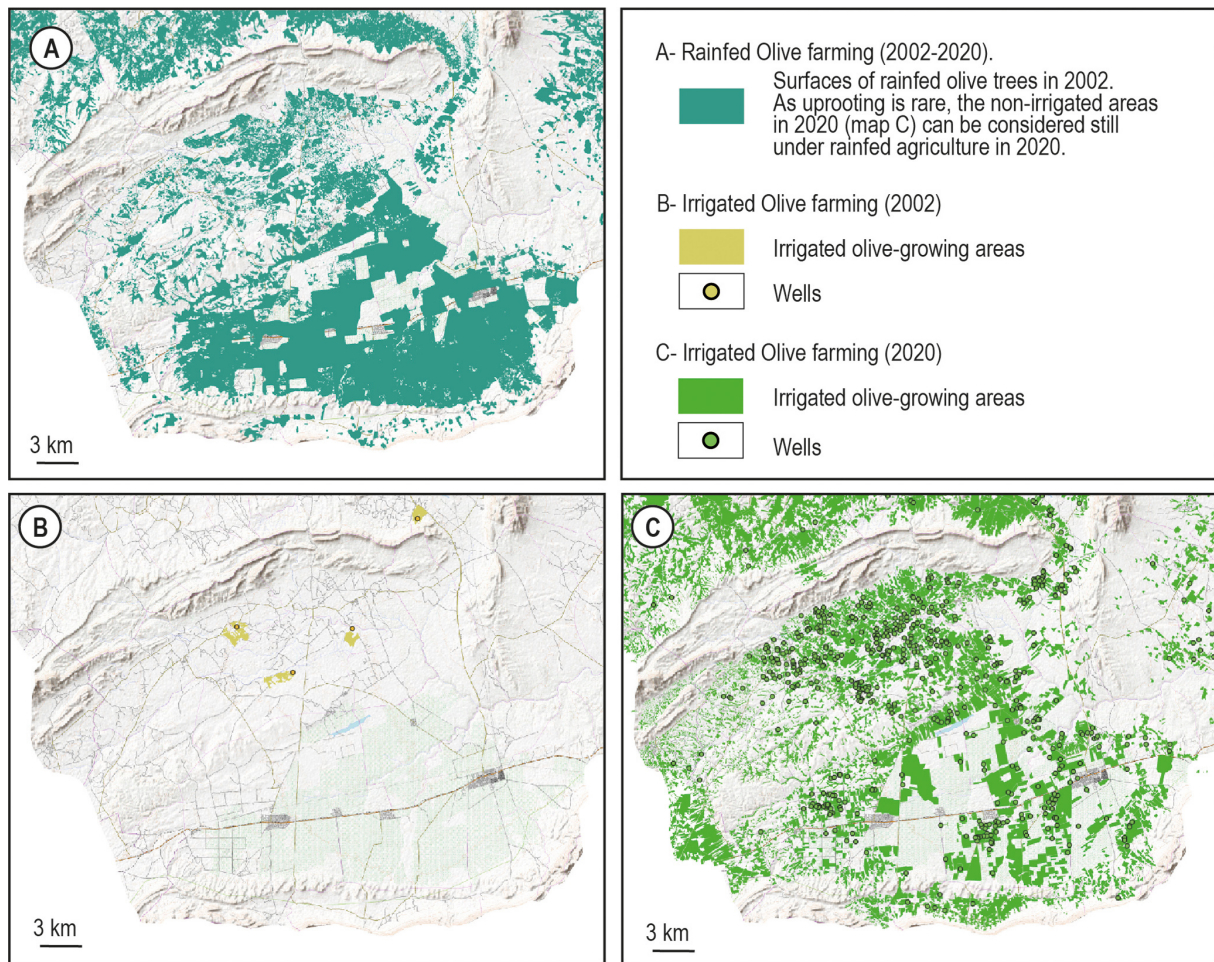 A
3 km
A- Rainfed Olive farming (2002-2020).
Surfaces of rainfed olive trees in 2002.
As uprooting is rare, the non-irrigated areas
in 2020 (map C) can be considered still
under rainfed agriculture in 2020.
B- Irrigated Olive farming (2002)
Irrigated olive-growing areas
Wells
C- Irrigated Olive farming (2020)
Irrigated olive-growing areas
Wells
B
3 km
C
3 km